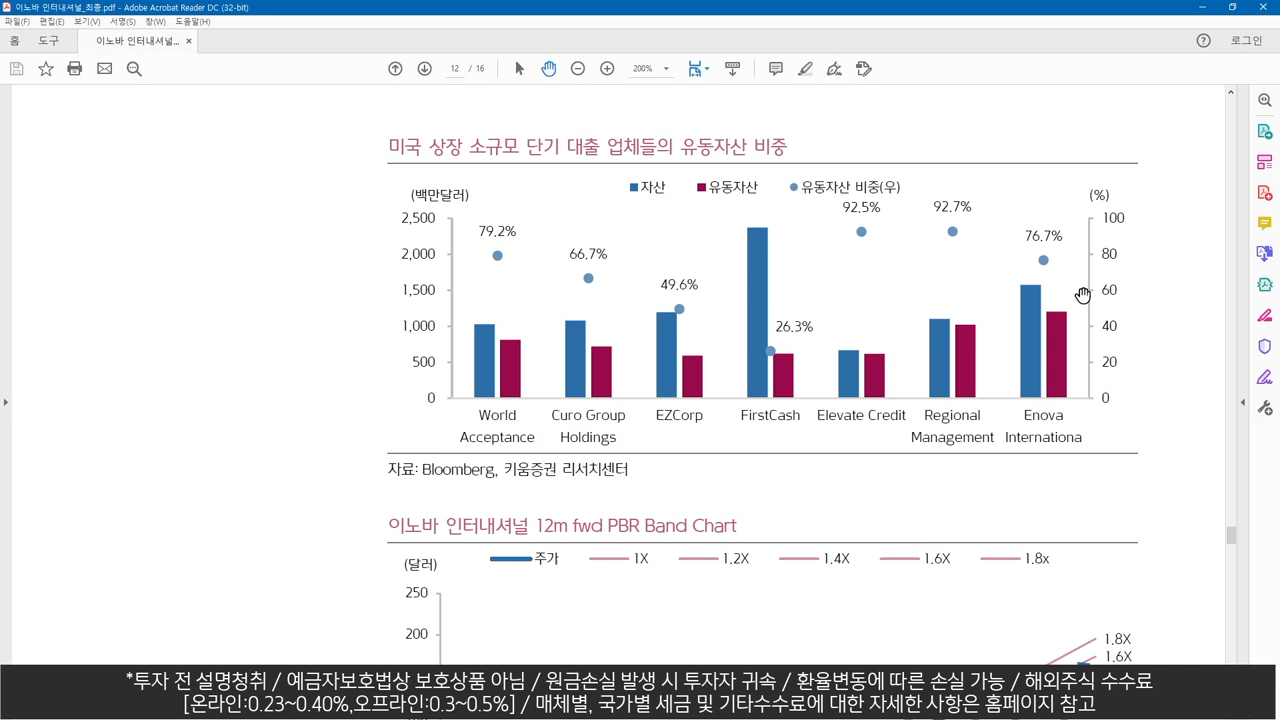 이노바 인터내셔널_최종.pdf - Adobe Acrobat Reader DC (32-bit)
파일(F) 편집(E) 보기(V) 서명(S) 창(W) 도움말(H)
홈 도구 이노바 인터내셔널... × 로그인
12 / 16 200%
미국 상장 소규모 단기 대출 업체들의 유동자산 비중
(백만달러) 자산 유동자산 유동자산 비중(우) (%)
2,500 79.2% 66.7% 49.6% 26.3% 92.5% 92.7% 76.7% 100
2,000 80
1,500 60
1,000 40
500 20
0 0
World Acceptance
Curo Group Holdings
EZCorp
FirstCash
Elevate Credit
Regional Management
Enova Internationa
자료: Bloomberg, 키움증권 리서치센터
이노바 인터내셔널 12m fwd PBR Band Chart
(달러) 주가 1X 1.2X 1.4X 1.6X 1.8x
250
200
1.8X
1.6X
*투자 전 설명청취 / 예금자보호법상 보호상품 아님 / 원금손실 발생 시 투자자 귀속 / 환율변동에 따른 손실 가능 / 해외주식 수수료
[온라인:0.23~0.40%,오프라인:0.3~0.5%] / 매체별, 국가별 세금 및 기타수수료에 대한 자세한 사항은 홈페이지 참고